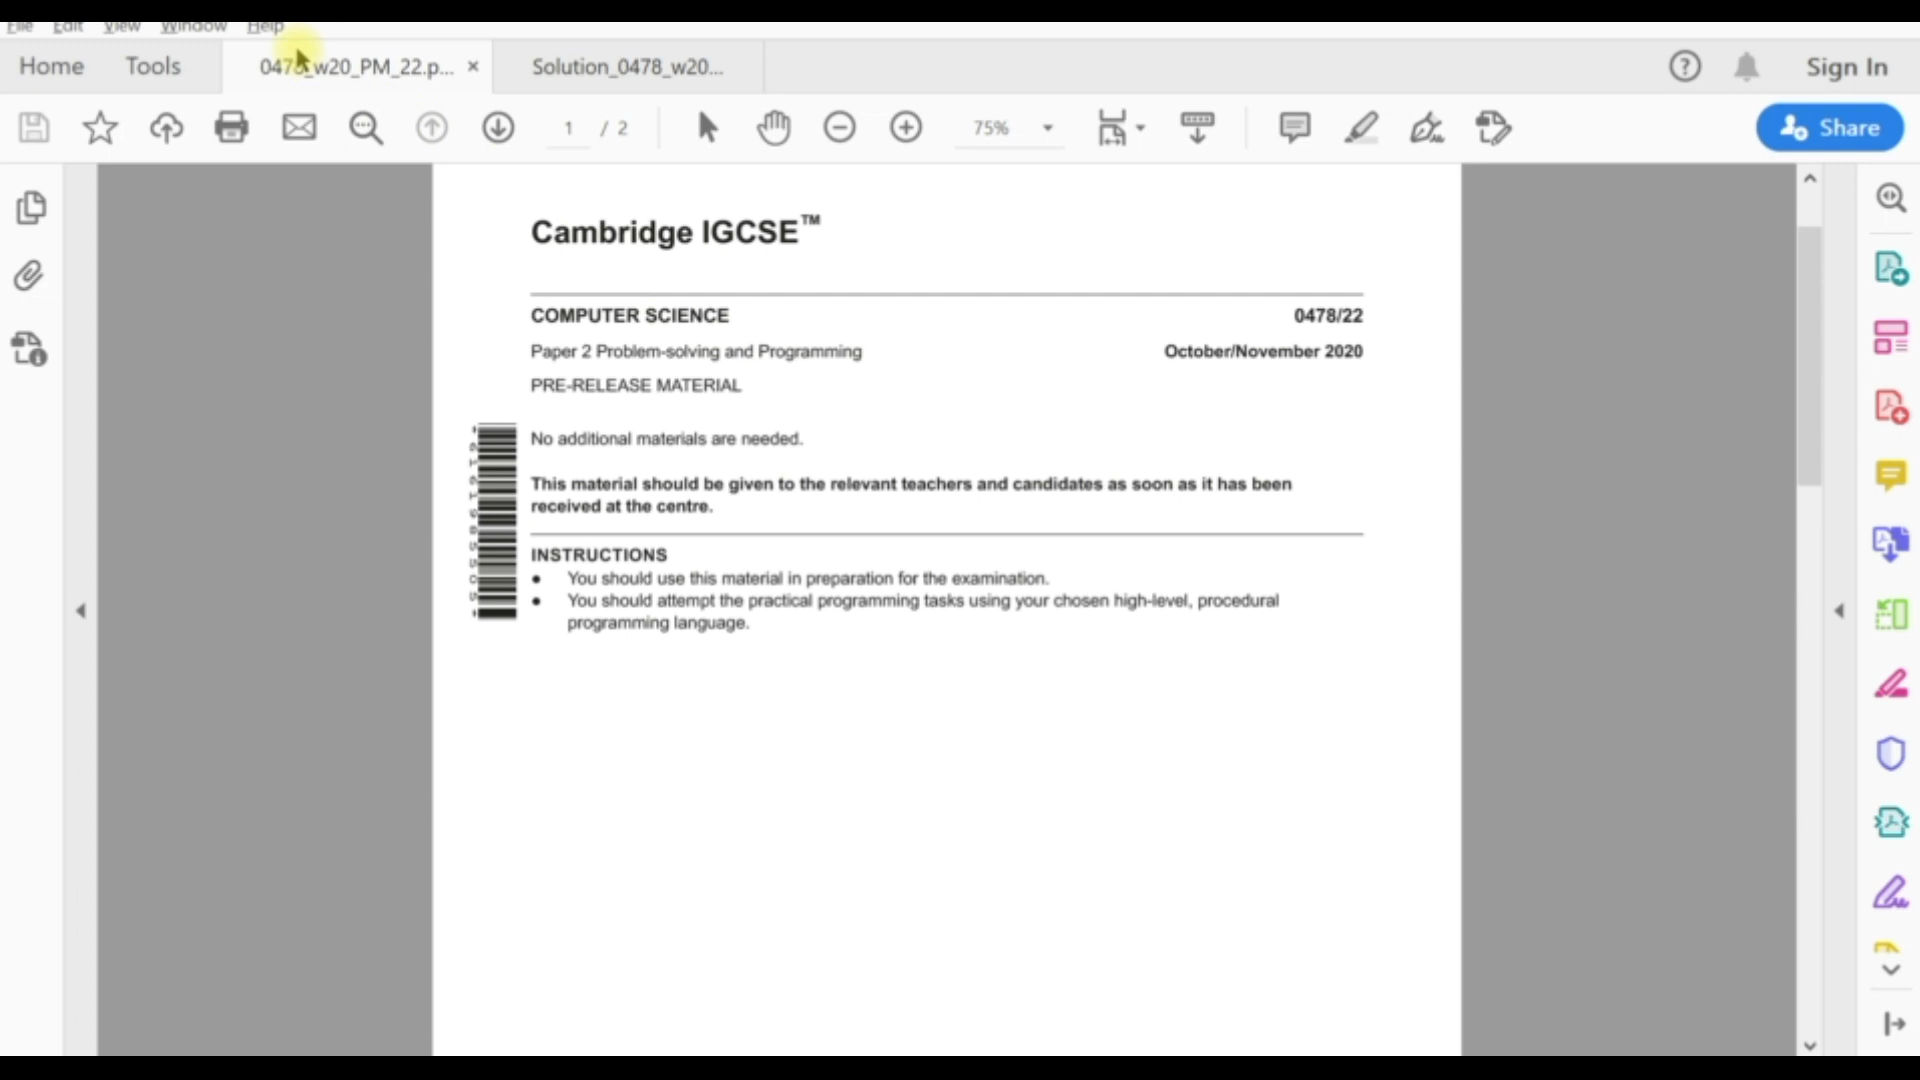 File Edit View Window Help
Home Tools 0478_w20_PM_22.p... × Solution_0478_w20... Sign In
1 / 2 75% Share
Cambridge IGCSE™
COMPUTER SCIENCE 0478/22
Paper 2 Problem-solving and Programming October/November 2020
PRE-RELEASE MATERIAL
No additional materials are needed.
This material should be given to the relevant teachers and candidates as soon as it has been
received at the centre.
INSTRUCTIONS
● You should use this material in preparation for the examination.
● You should attempt the practical programming tasks using your chosen high-level, procedural
programming language.